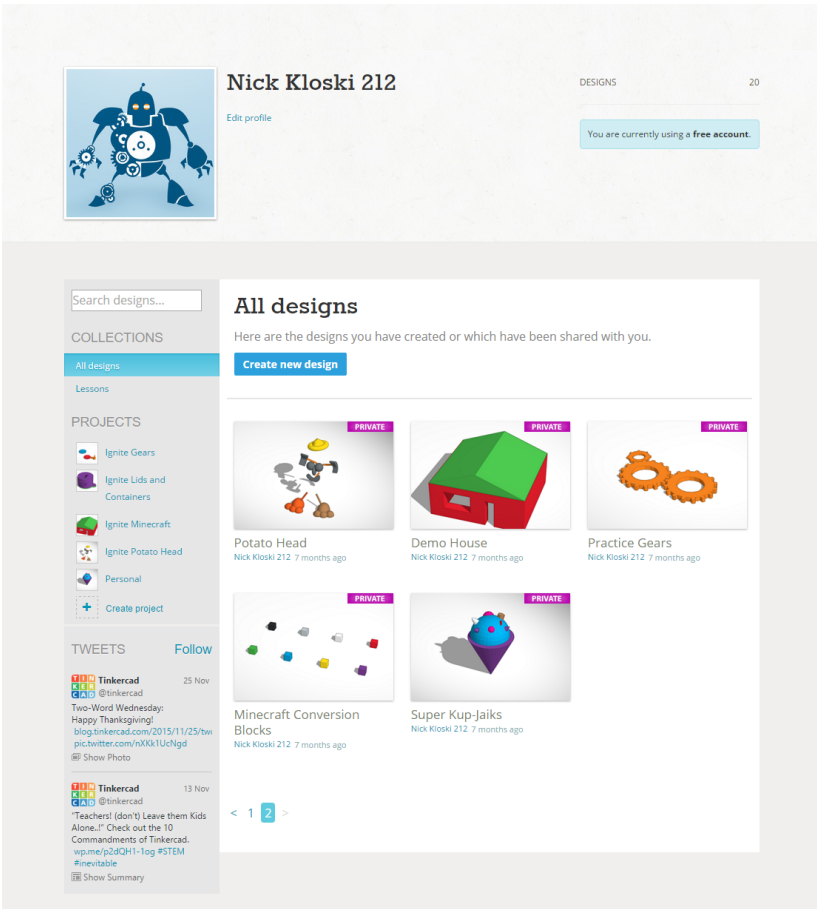 Nick Kloski 212
Edit profile
DESIGNS 20
You are currently using a free account.
Search designs...
COLLECTIONS
All designs
Lessons
PROJECTS
Ignite Gears
Ignite Lids and
Containers
Ignite Minecraft
Ignite Potato Head
Personal
+ Create project
TWEETS Follow
TIN
KER
CAD
Tinkercad 25 Nov
@tinkercad
Two-Word Wednesday:
Happy Thanksgiving!
blog.tinkercad.com/2015/11/25/tw
pic.twitter.com/nXKk1UcNgd
Show Photo
TIN
KER
CAD
Tinkercad 13 Nov
@tinkercad
"Teachers! (don't) Leave them Kids
Alone..!" Check out the 10
Commandments of Tinkercad.
wp.me/p2dQH1-1og #STEM
#inevitable
Show Summary
All designs
Here are the designs you have created or which have been shared with you.
Create new design
PRIVATE
Potato Head
Nick Kloski 212 7 months ago
PRIVATE
Demo House
Nick Kloski 212 7 months ago
PRIVATE
Practice Gears
Nick Kloski 212 7 months ago
PRIVATE
Minecraft Conversion
Blocks
Nick Kloski 212 7 months ago
PRIVATE
Super Kup-Jaiks
Nick Kloski 212 7 months ago
< 1 2 >